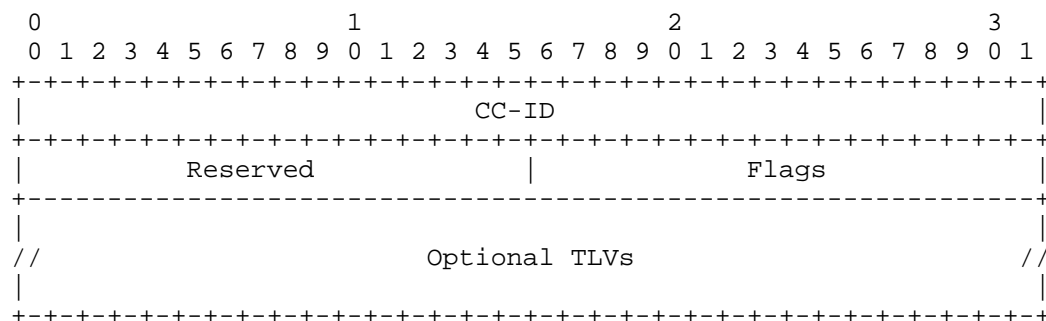 0                   1                   2                   3
 0 1 2 3 4 5 6 7 8 9 0 1 2 3 4 5 6 7 8 9 0 1 2 3 4 5 6 7 8 9 0 1
+-+-+-+-+-+-+-+-+-+-+-+-+-+-+-+-+-+-+-+-+-+-+-+-+-+-+-+-+-+-+-+-+
|                            CC-ID                              |
+-+-+-+-+-+-+-+-+-+-+-+-+-+-+-+-+-+-+-+-+-+-+-+-+-+-+-+-+-+-+-+-+
|          Reserved             |             Flags             |
+---------------------------------------------------------------+
|                                                               |
//                        Optional TLVs                        //
|                                                               |
+-+-+-+-+-+-+-+-+-+-+-+-+-+-+-+-+-+-+-+-+-+-+-+-+-+-+-+-+-+-+-+-+